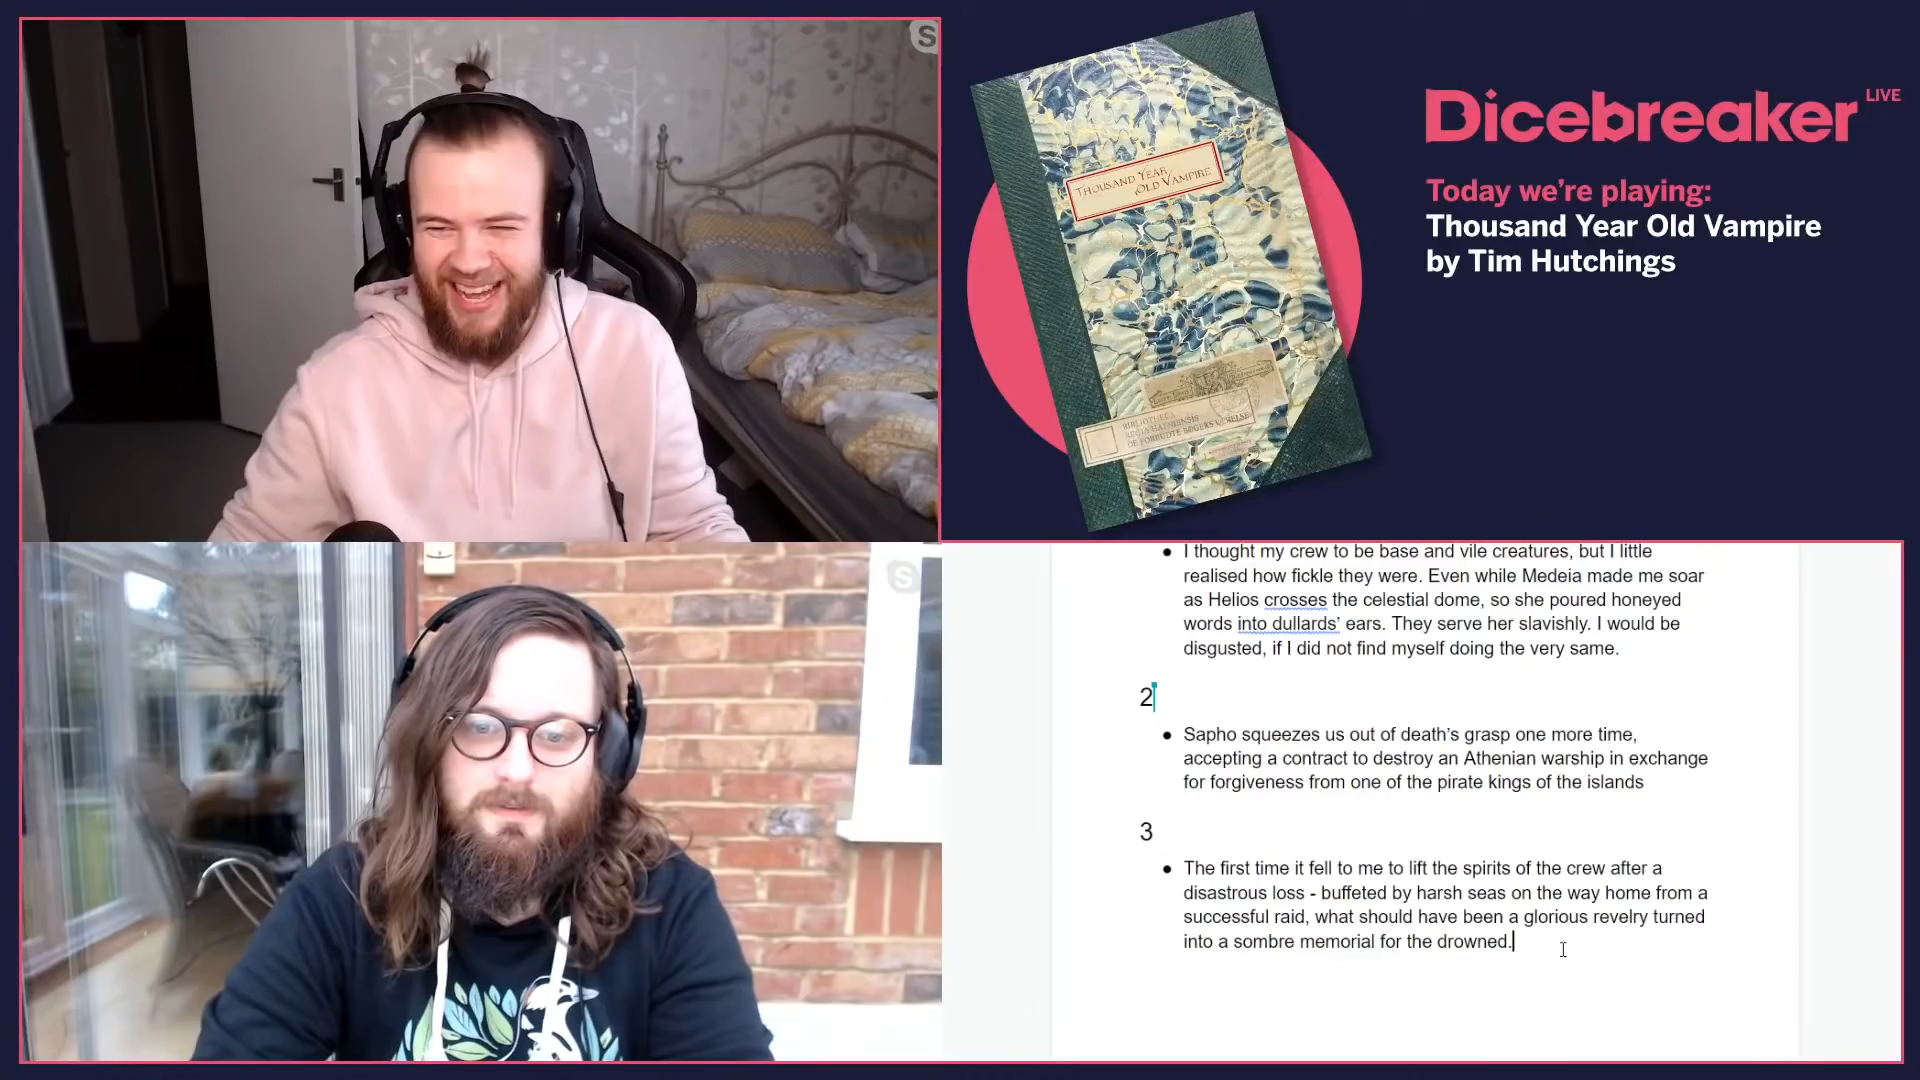 S
Dicebreaker LIVE
Today we're playing:
Thousand Year Old Vampire
by Tim Hutchings
THOUSAND YEAR
OLD VAMPIRE
BIBLIOTHECA
REGIA HAFNIENSIS
DE FORBUDTE BØGERS
S
• I thought my crew to be base and vile creatures, but I little
realised how fickle they were. Even while Medeia made me soar
as Helios crosses the celestial dome, so she poured honeyed
words into dullards’ ears. They serve her slavishly. I would be
disgusted, if I did not find myself doing the very same.
2
• Sapho squeezes us out of death’s grasp one more time,
accepting a contract to destroy an Athenian warship in exchange
for forgiveness from one of the pirate kings of the islands
3
• The first time it fell to me to lift the spirits of the crew after a
disastrous loss - buffeted by harsh seas on the way home from a
successful raid, what should have been a glorious revelry turned
into a sombre memorial for the drowned.